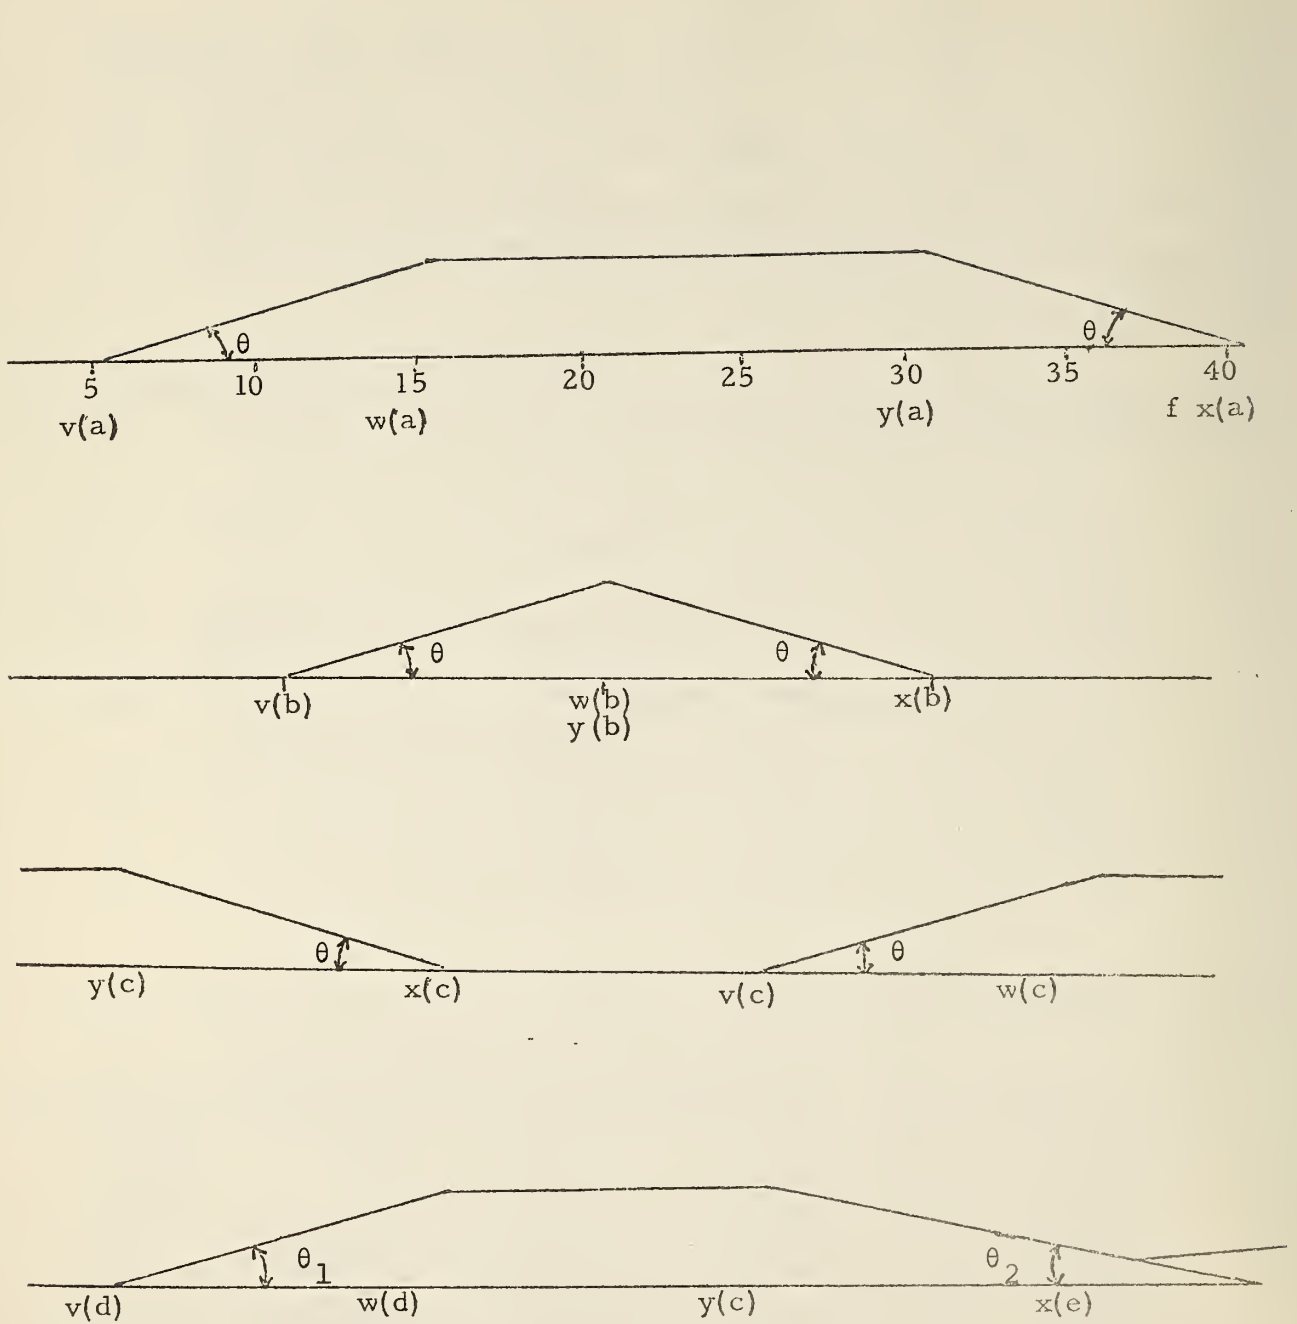 θ θ
5 10 15 20 25 30 35 40
v(a) w(a) y(a) f x(a)
θ θ
v(b) w(b) x(b)
y(b)
θ θ
y(c) x(c) v(c) w(c)
θ1 θ2
v(d) w(d) y(c) x(e)